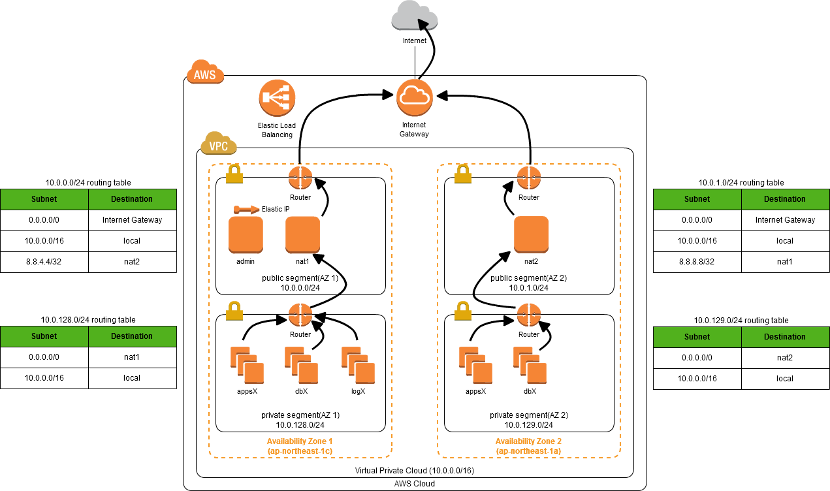 Internet
AWS
Elastic Load
Balancing
Internet
Gateway
VPC
10.0.0.0/24 routing table
Subnet Destination
0.0.0.0/0 Internet Gateway
10.0.0.0/16 local
8.8.4.4/32 nat2
10.0.128.0/24 routing table
Subnet Destination
0.0.0.0/0 nat1
10.0.0.0/16 local
Router
Elastic IP
admin nat1
public segment(AZ 1)
10.0.0.0/24
Router
appsX dbX logX
private segment(AZ 1)
10.0.128.0/24
Availability Zone 1
(ap-northeast-1c)
Router
nat2
public segment(AZ 2)
10.0.1.0/24
Router
appsX dbX
private segment(AZ 2)
10.0.129.0/24
Availability Zone 2
(ap-northeast-1a)
Virtual Private Cloud (10.0.0.0/16)
AWS Cloud
10.0.1.0/24 routing table
Subnet Destination
0.0.0.0/0 Internet Gateway
10.0.0.0/16 local
8.8.8.8/32 nat1
10.0.129.0/24 routing table
Subnet Destination
0.0.0.0/0 nat2
10.0.0.0/16 local